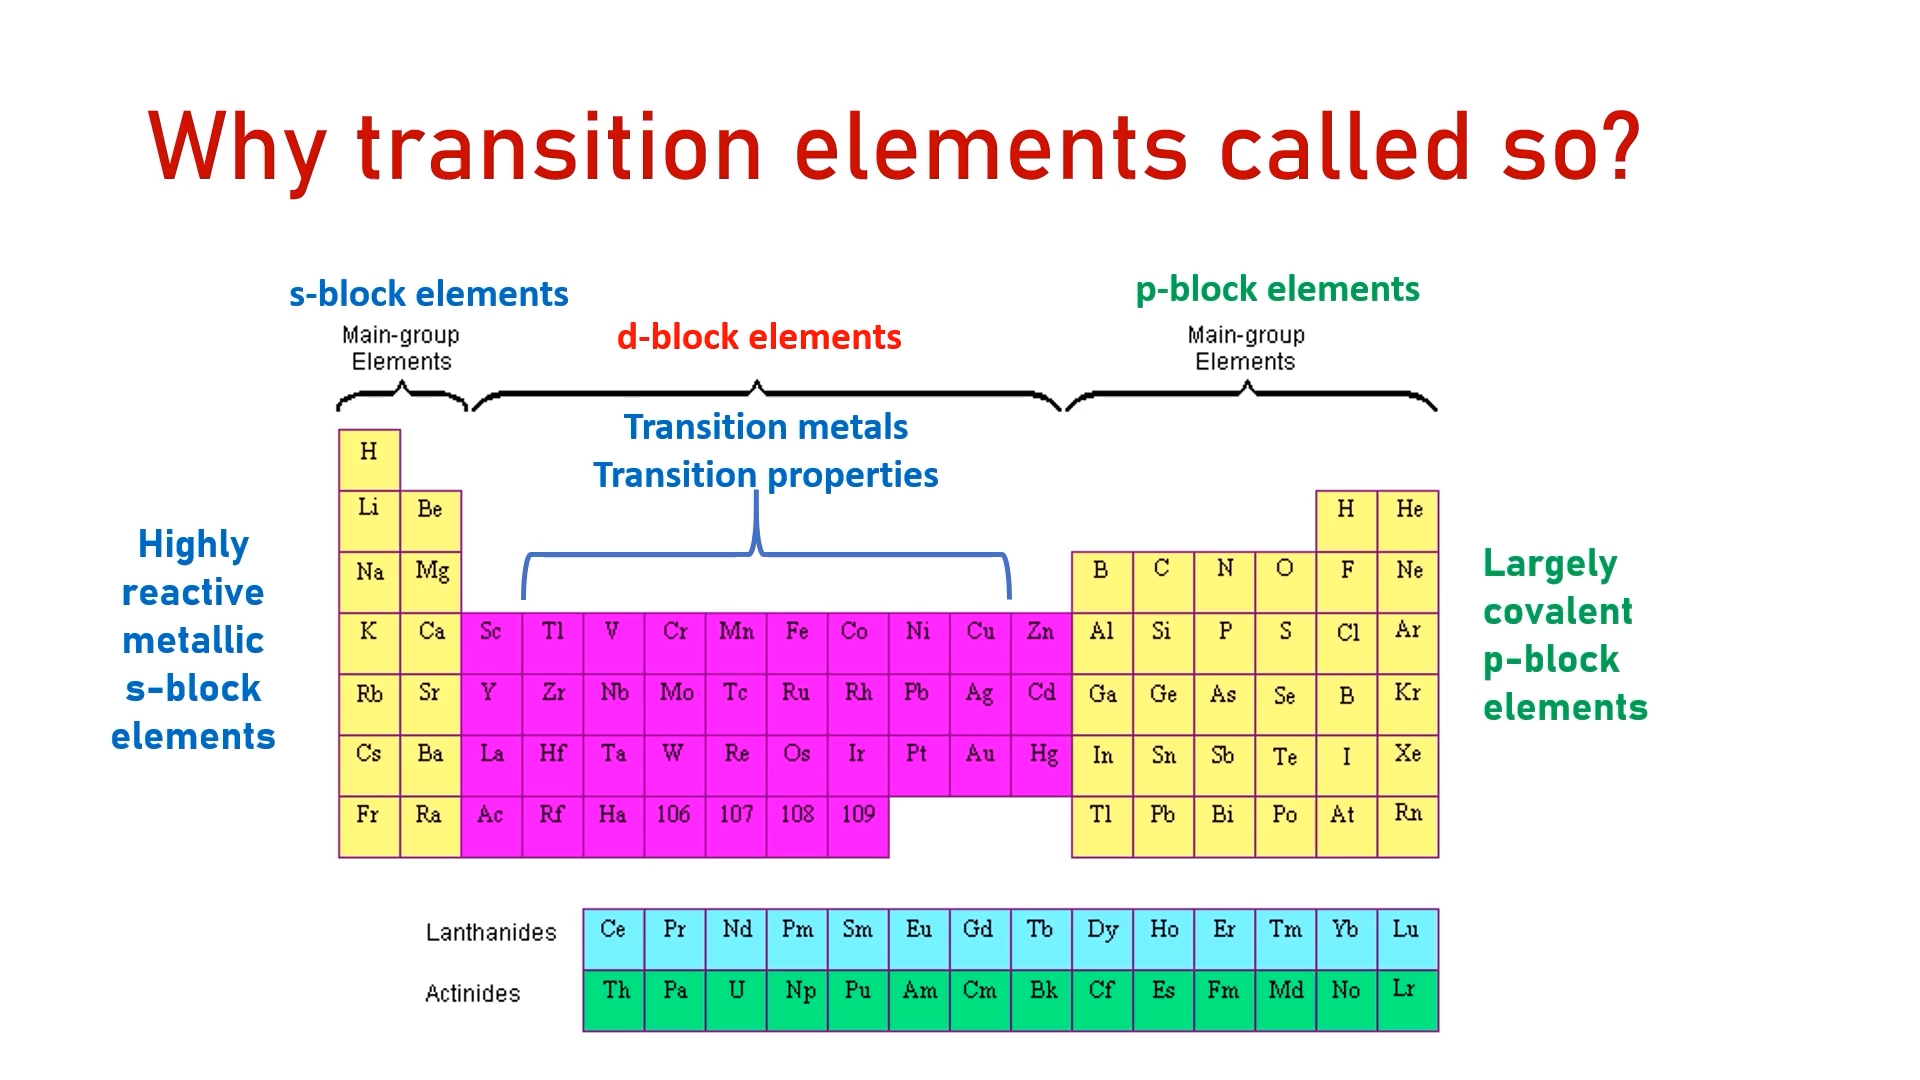 Why transition elements called so?
s-block elements
p-block elements
Main-group
Elements
d-block elements
Main-group
Elements
Transition metals
Transition properties
H
Li Be H He
Na Mg B C N O F Ne
K Ca Sc Tl V Cr Mn Fe Co Ni Cu Zn Al Si P S Cl Ar
Rb Sr Y Zr Nb Mo Tc Ru Rh Pb Ag Cd Ga Ge As Se B Kr
Cs Ba La Hf Ta W Re Os Ir Pt Au Hg In Sn Sb Te I Xe
Fr Ra Ac Rf Ha 106 107 108 109 Tl Pb Bi Po At Rn
Highly
reactive
metallic
s-block
elements
Largely
covalent
p-block
elements
Lanthanides Ce Pr Nd Pm Sm Eu Gd Tb Dy Ho Er Tm Yb Lu
Actinides Th Pa U Np Pu Am Cm Bk Cf Es Fm Md No Lr